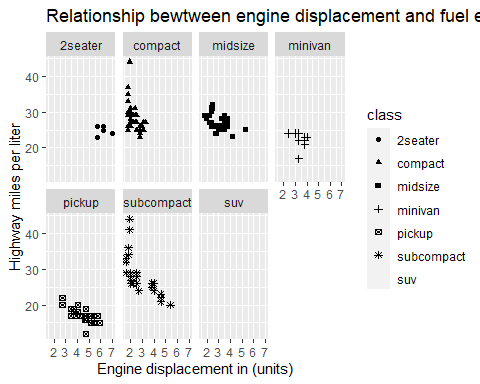 Relationship bewtween engine displacement and fuel e
2seater compact midsize minivan
40
30
20
2 3 4 5 6 7
pickup subcompact suv
40
30
20
2 3 4 5 6 7 2 3 4 5 6 7 2 3 4 5 6 7
Engine displacement in (units)
Highway miles per liter
class
2seater
compact
midsize
minivan
pickup
subcompact
suv